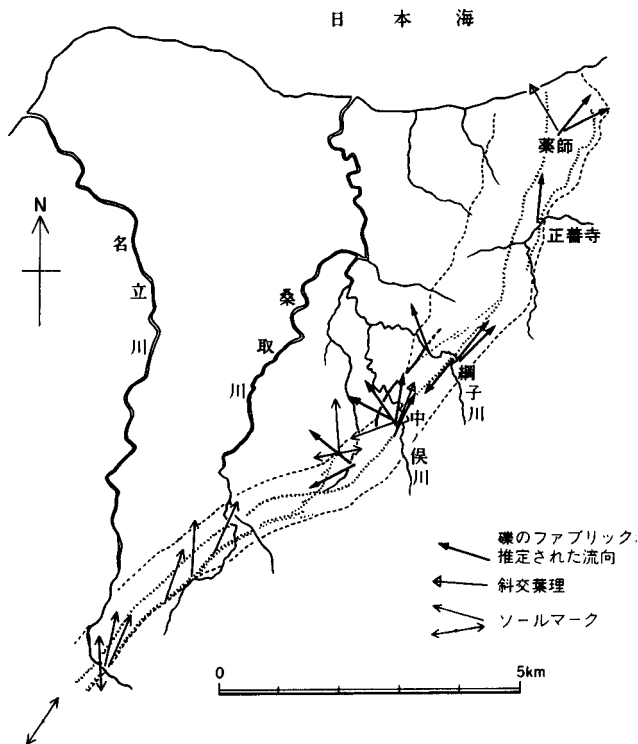 日本海
薬師
N
正善寺
名立川
桑取川
綱子川
中俣川
礫のファブリック
推定された流向
斜交葉理
ソールマーク
0 5km